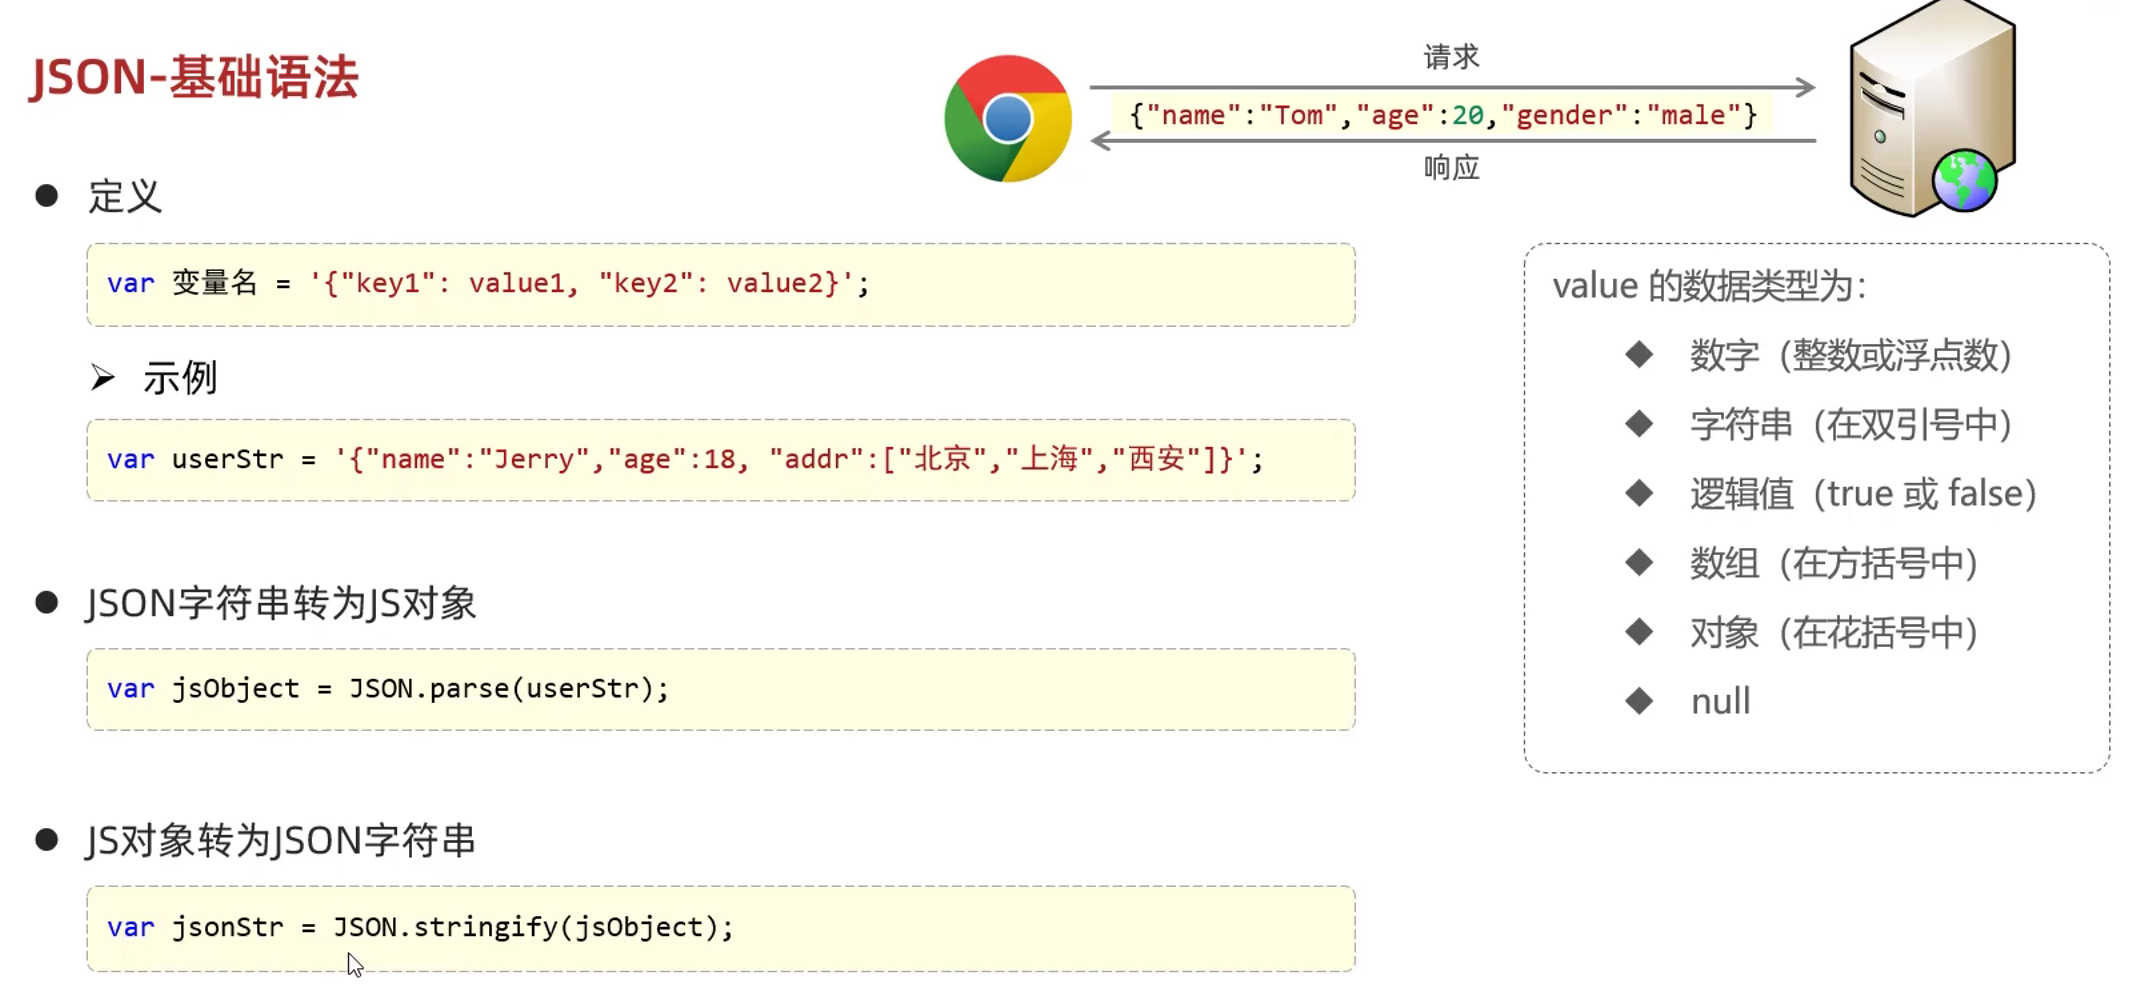 JSON-基础语法
请求
{"name":"Tom","age":20,"gender":"male"}
响应
定义
var 变量名 = '{"key1": value1, "key2": value2}';
示例
var userStr = '{"name":"Jerry","age":18, "addr":["北京","上海","西安"]}';
JSON字符串转为JS对象
var jsObject = JSON.parse(userStr);
JS对象转为JSON字符串
var jsonStr = JSON.stringify(jsObject);
value 的数据类型为：
数字（整数或浮点数）
字符串（在双引号中）
逻辑值（true 或 false）
数组（在方括号中）
对象（在花括号中）
null